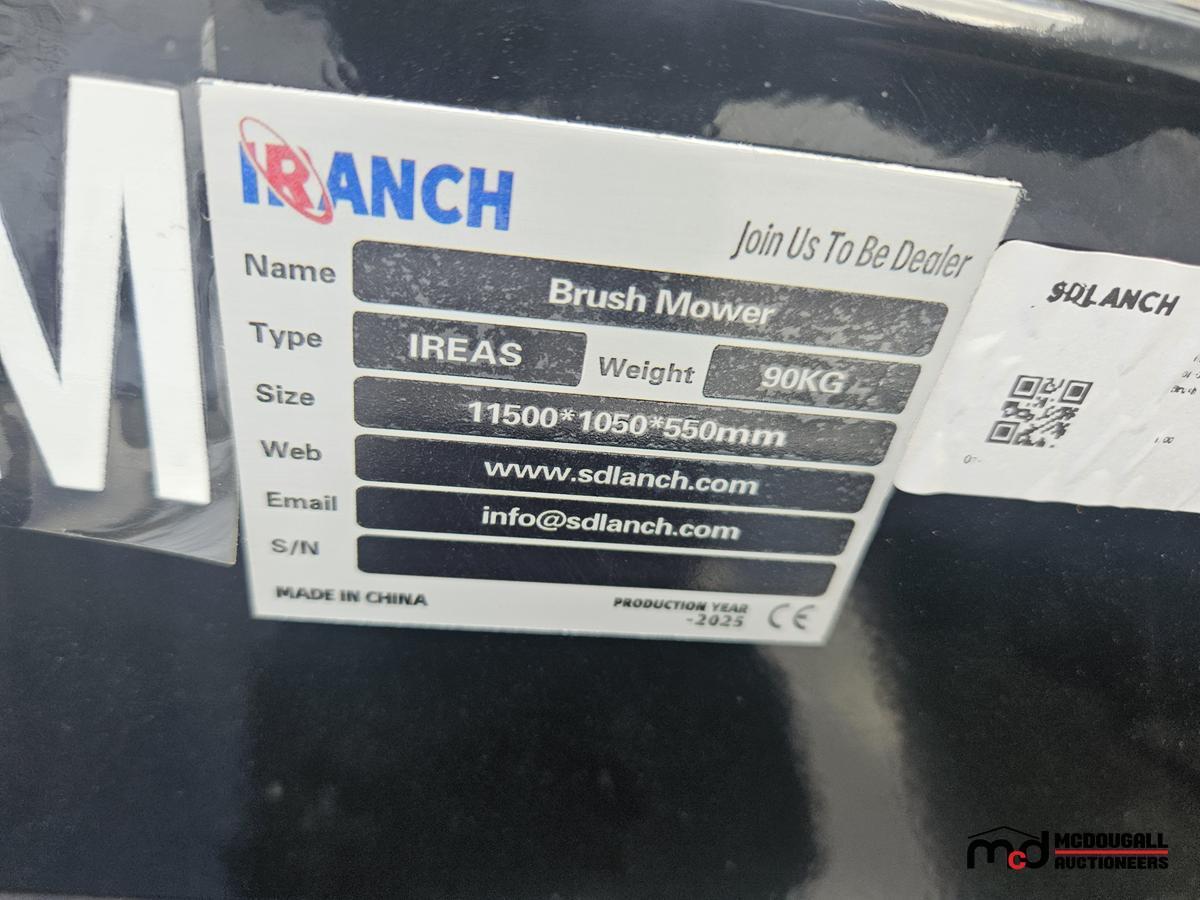 M
IRANCH
Join Us To Be Dealer
Name Brush Mower
Type IREAS Weight 90KG
Size 11500*1050*550mm
Web www.sdlanch.com
Email info@sdlanch.com
S/N
MADE IN CHINA
PRODUCTION YEAR
-2025
CE
SDLANCH
mcd MCDOUGALL
AUCTIONEERS